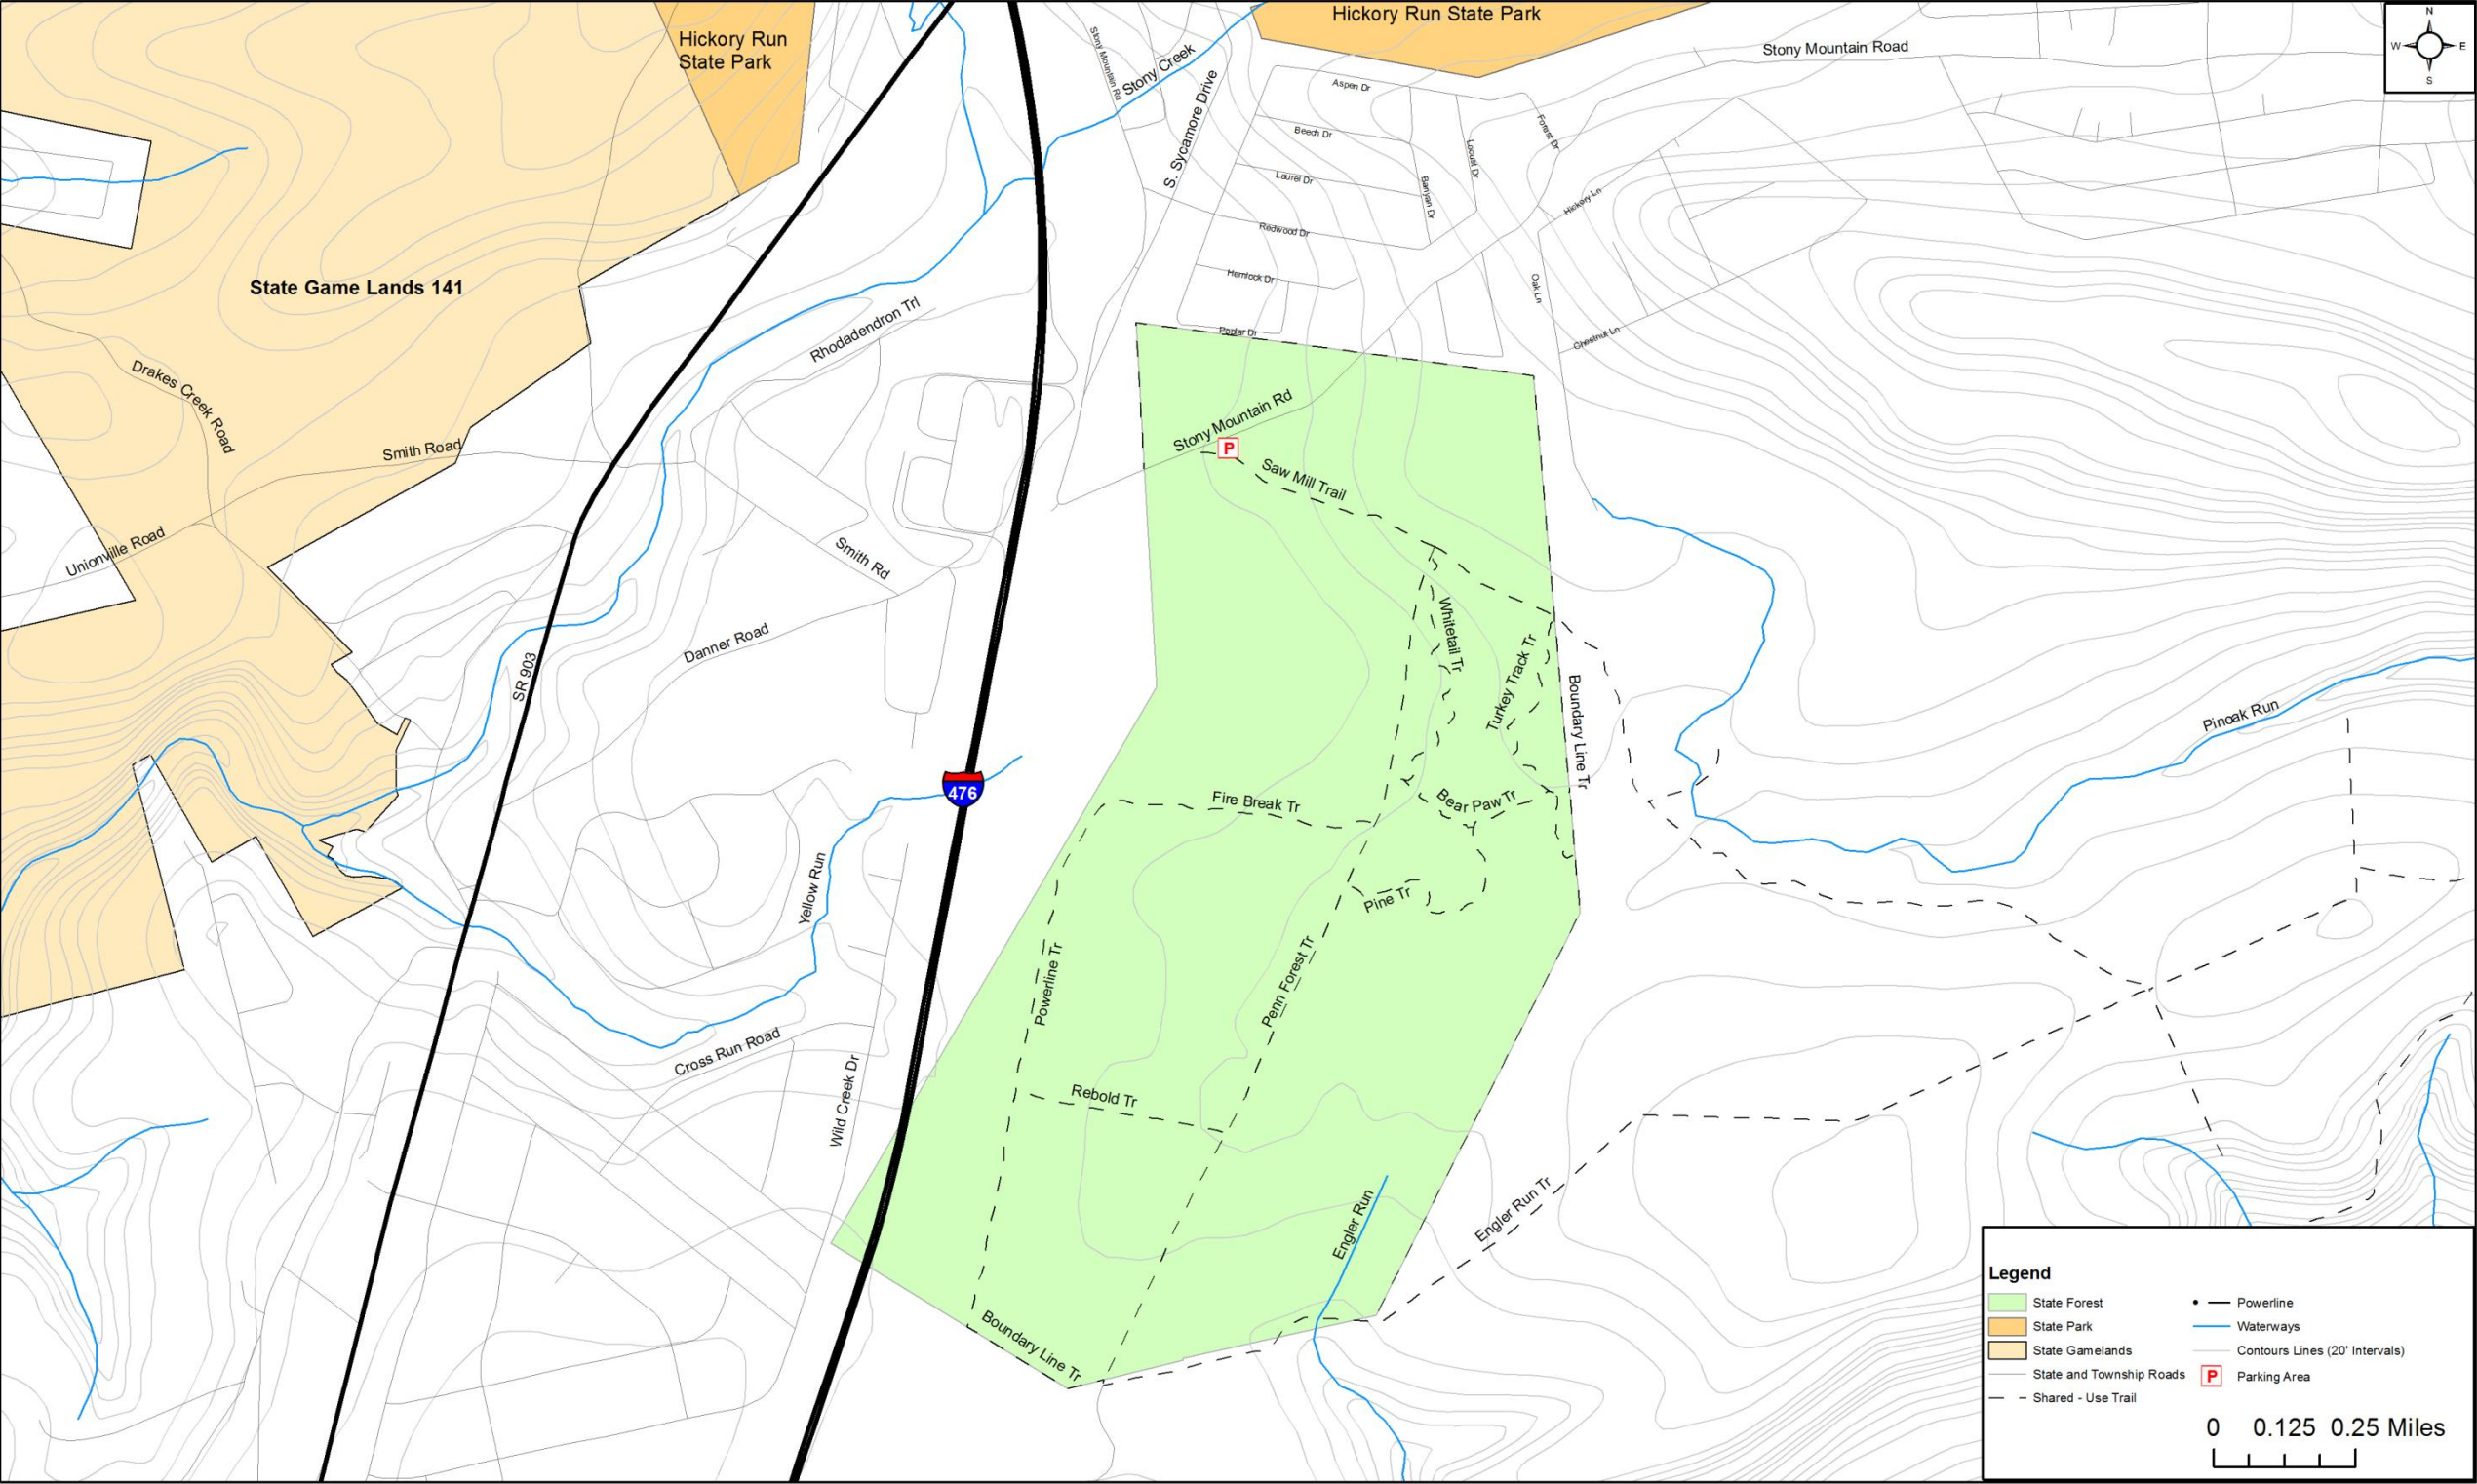 Hickory Run State Park
Hickory Run
State Park
N
W E
S
Stony Mountain Road
Stony Mountain Rd
Stony Creek
S. Sycamore Drive
Aspen Dr
Beech Dr
Locust Dr
Forest Dr
Laurel Dr
Banyan Dr
Hickory Ln
Redwood Dr
Hemlock Dr
Oak Ln
Poplar Dr
Chestnut Ln
State Game Lands 141
Rhodadendron Trl
Drakes Creek Road
Smith Road
Unionville Road
Stony Mountain Rd
P
Saw Mill Trail
Smith Rd
Danner Road
SR 903
Whitetail Tr
Turkey Track Tr
Boundary Line Tr
Pinoak Run
476
Fire Break Tr
Bear Paw Tr
Yellow Run
Pine Tr
Powerline Tr
Penn Forest Tr
Cross Run Road
Wild Creek Dr
Rebold Tr
Engler Run
Engler Run Tr
Boundary Line Tr
Legend
State Forest
State Park
State Gamelands
State and Township Roads
Shared - Use Trail
Powerline
Waterways
Contours Lines (20' Intervals)
P Parking Area
0 0.125 0.25 Miles